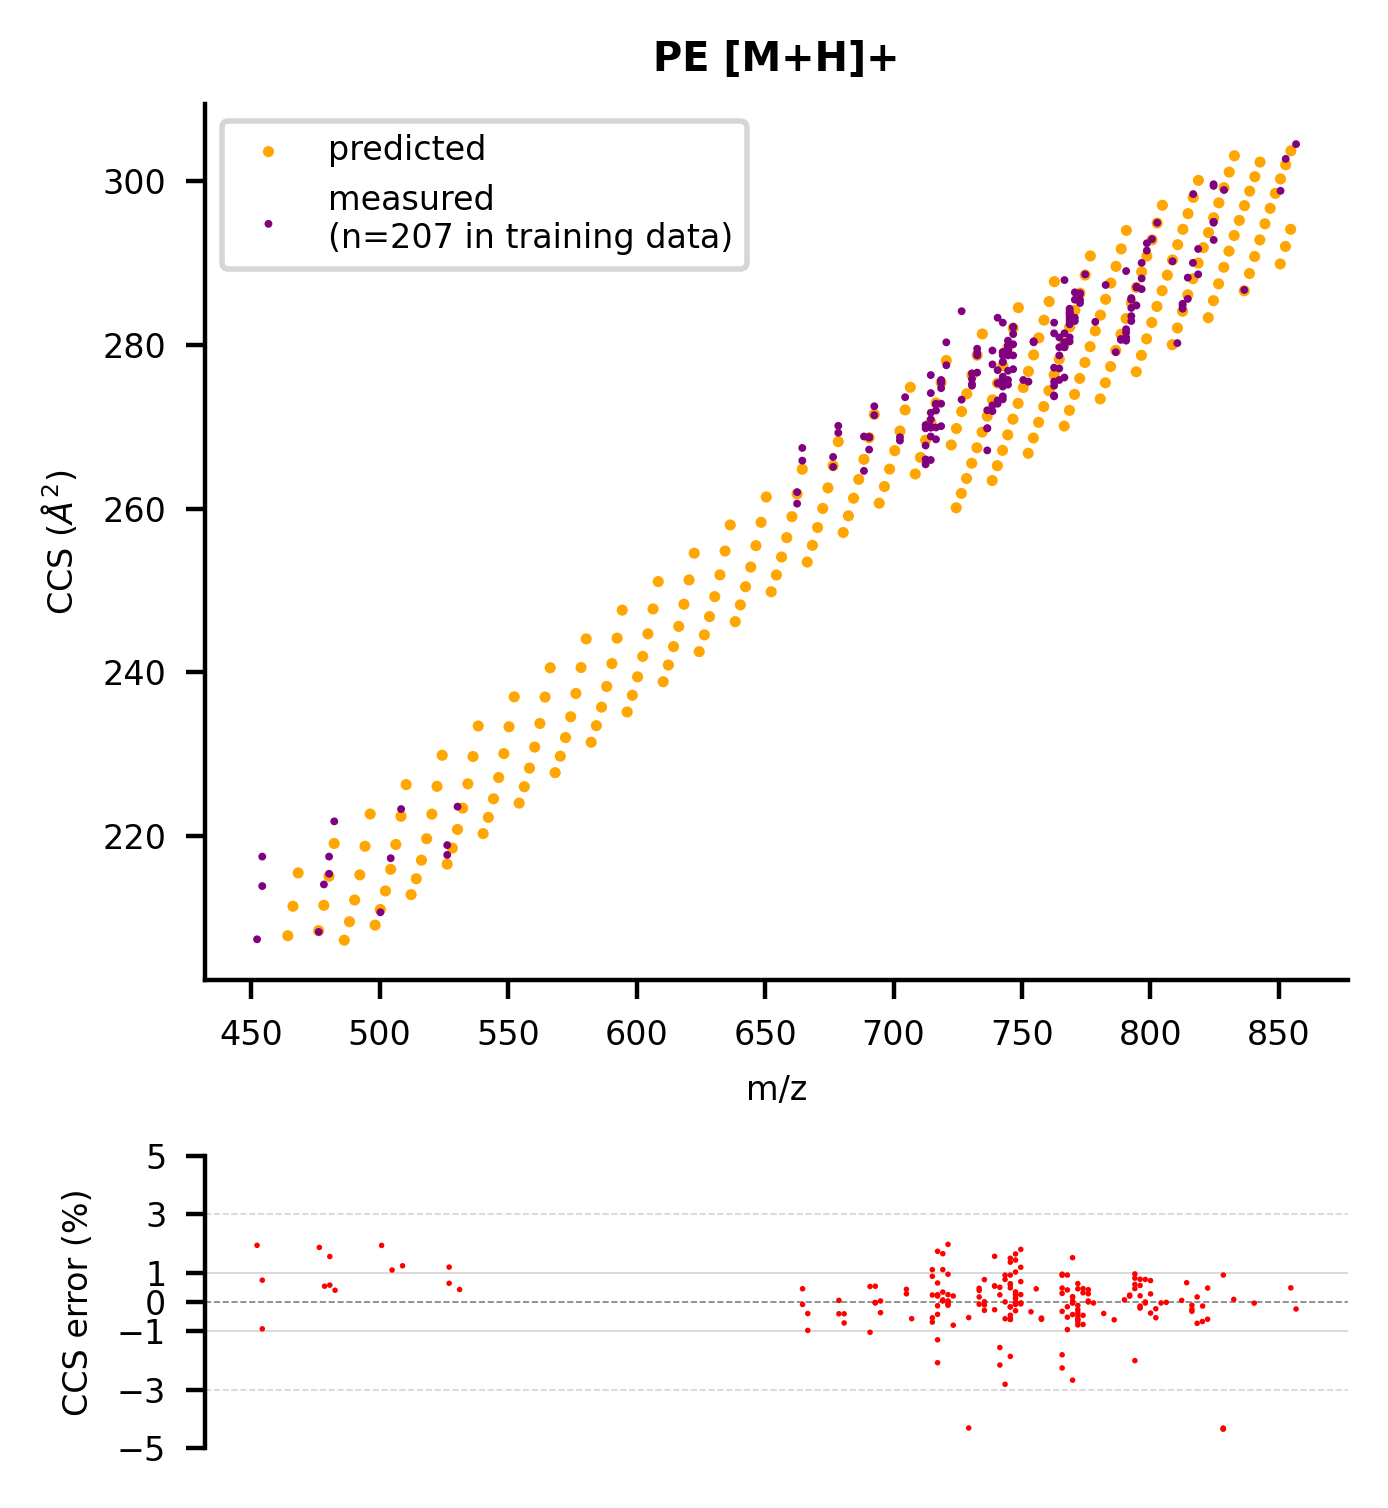 PE [M+H]+
predicted
measured
(n=207 in training data)
300
280
260
240
220
CCS (Å²)
450 500 550 600 650 700 750 800 850
m/z
5
3
1
0
−1
−3
−5
CCS error (%)